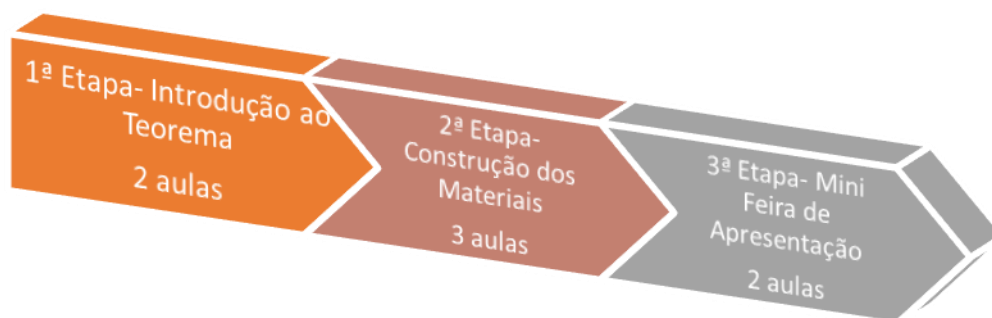 1ª Etapa- Introdução ao
Teorema
2 aulas
2ª Etapa-
Construção dos
Materiais
3 aulas
3ª Etapa- Mini
Feira de
Apresentação
2 aulas